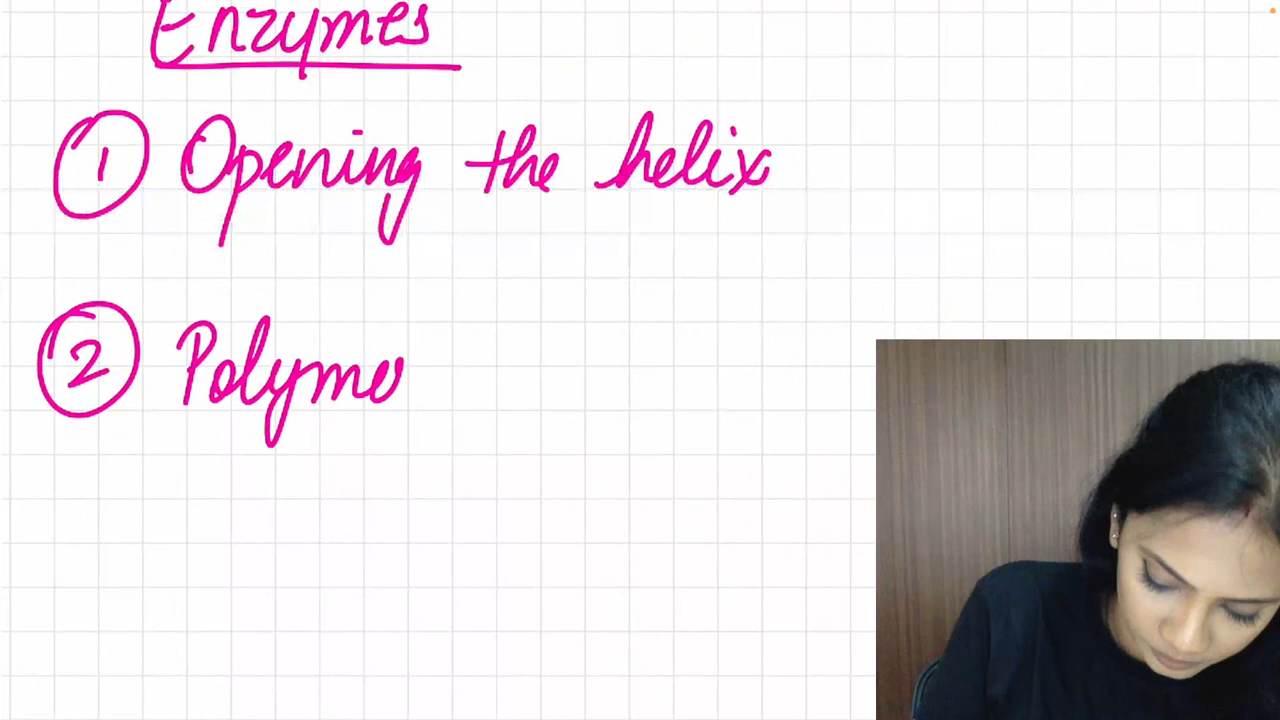 Enzymes
① Opening the helix
② Polyme